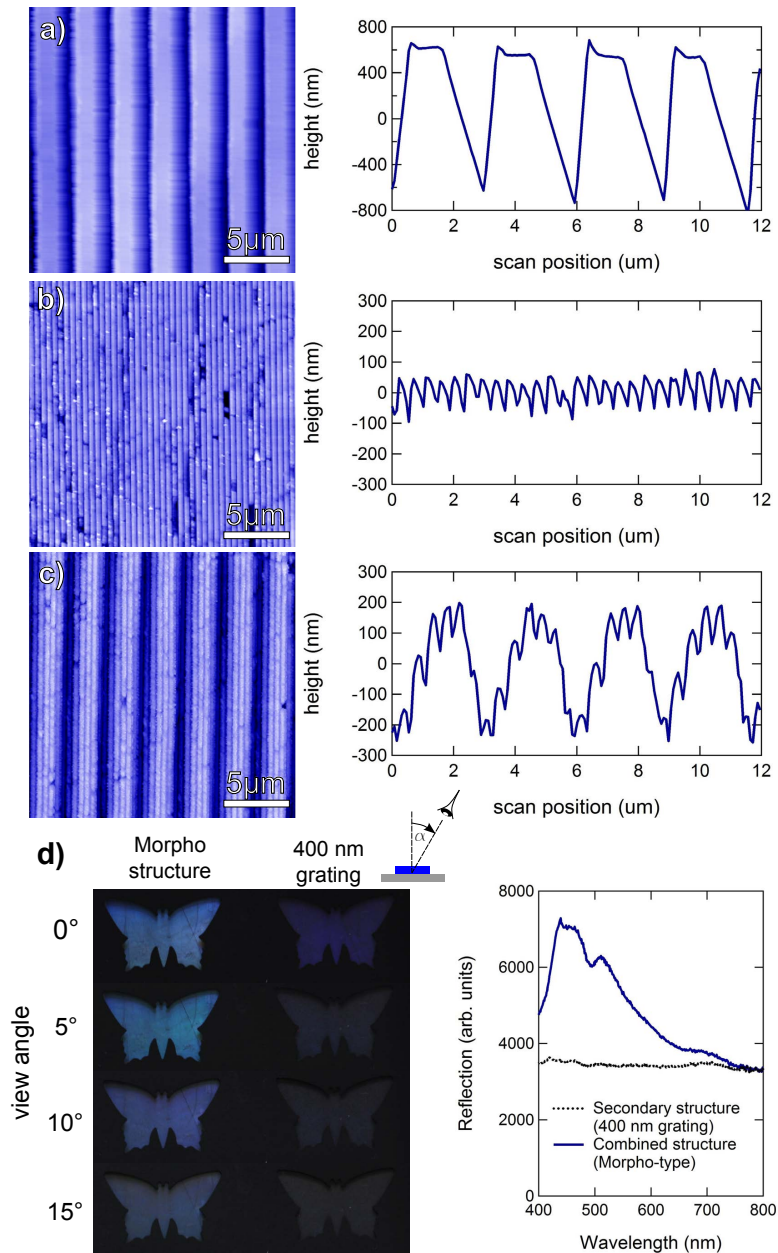 a)
5μm
height (nm)
800
400
0
-400
-800
0 2 4 6 8 10 12
scan position (um)
b)
5μm
height (nm)
300
200
100
0
-100
-200
-300
0 2 4 6 8 10 12
scan position (um)
c)
5μm
height (nm)
300
200
100
0
-100
-200
-300
0 2 4 6 8 10 12
scan position (um)
d)
Morpho
structure
400 nm
grating
α
view angle
0°
5°
10°
15°
Reflection (arb. units)
8000
6000
4000
2000
0
Secondary structure
(400 nm grating)
Combined structure
(Morpho-type)
400 500 600 700 800
Wavelength (nm)